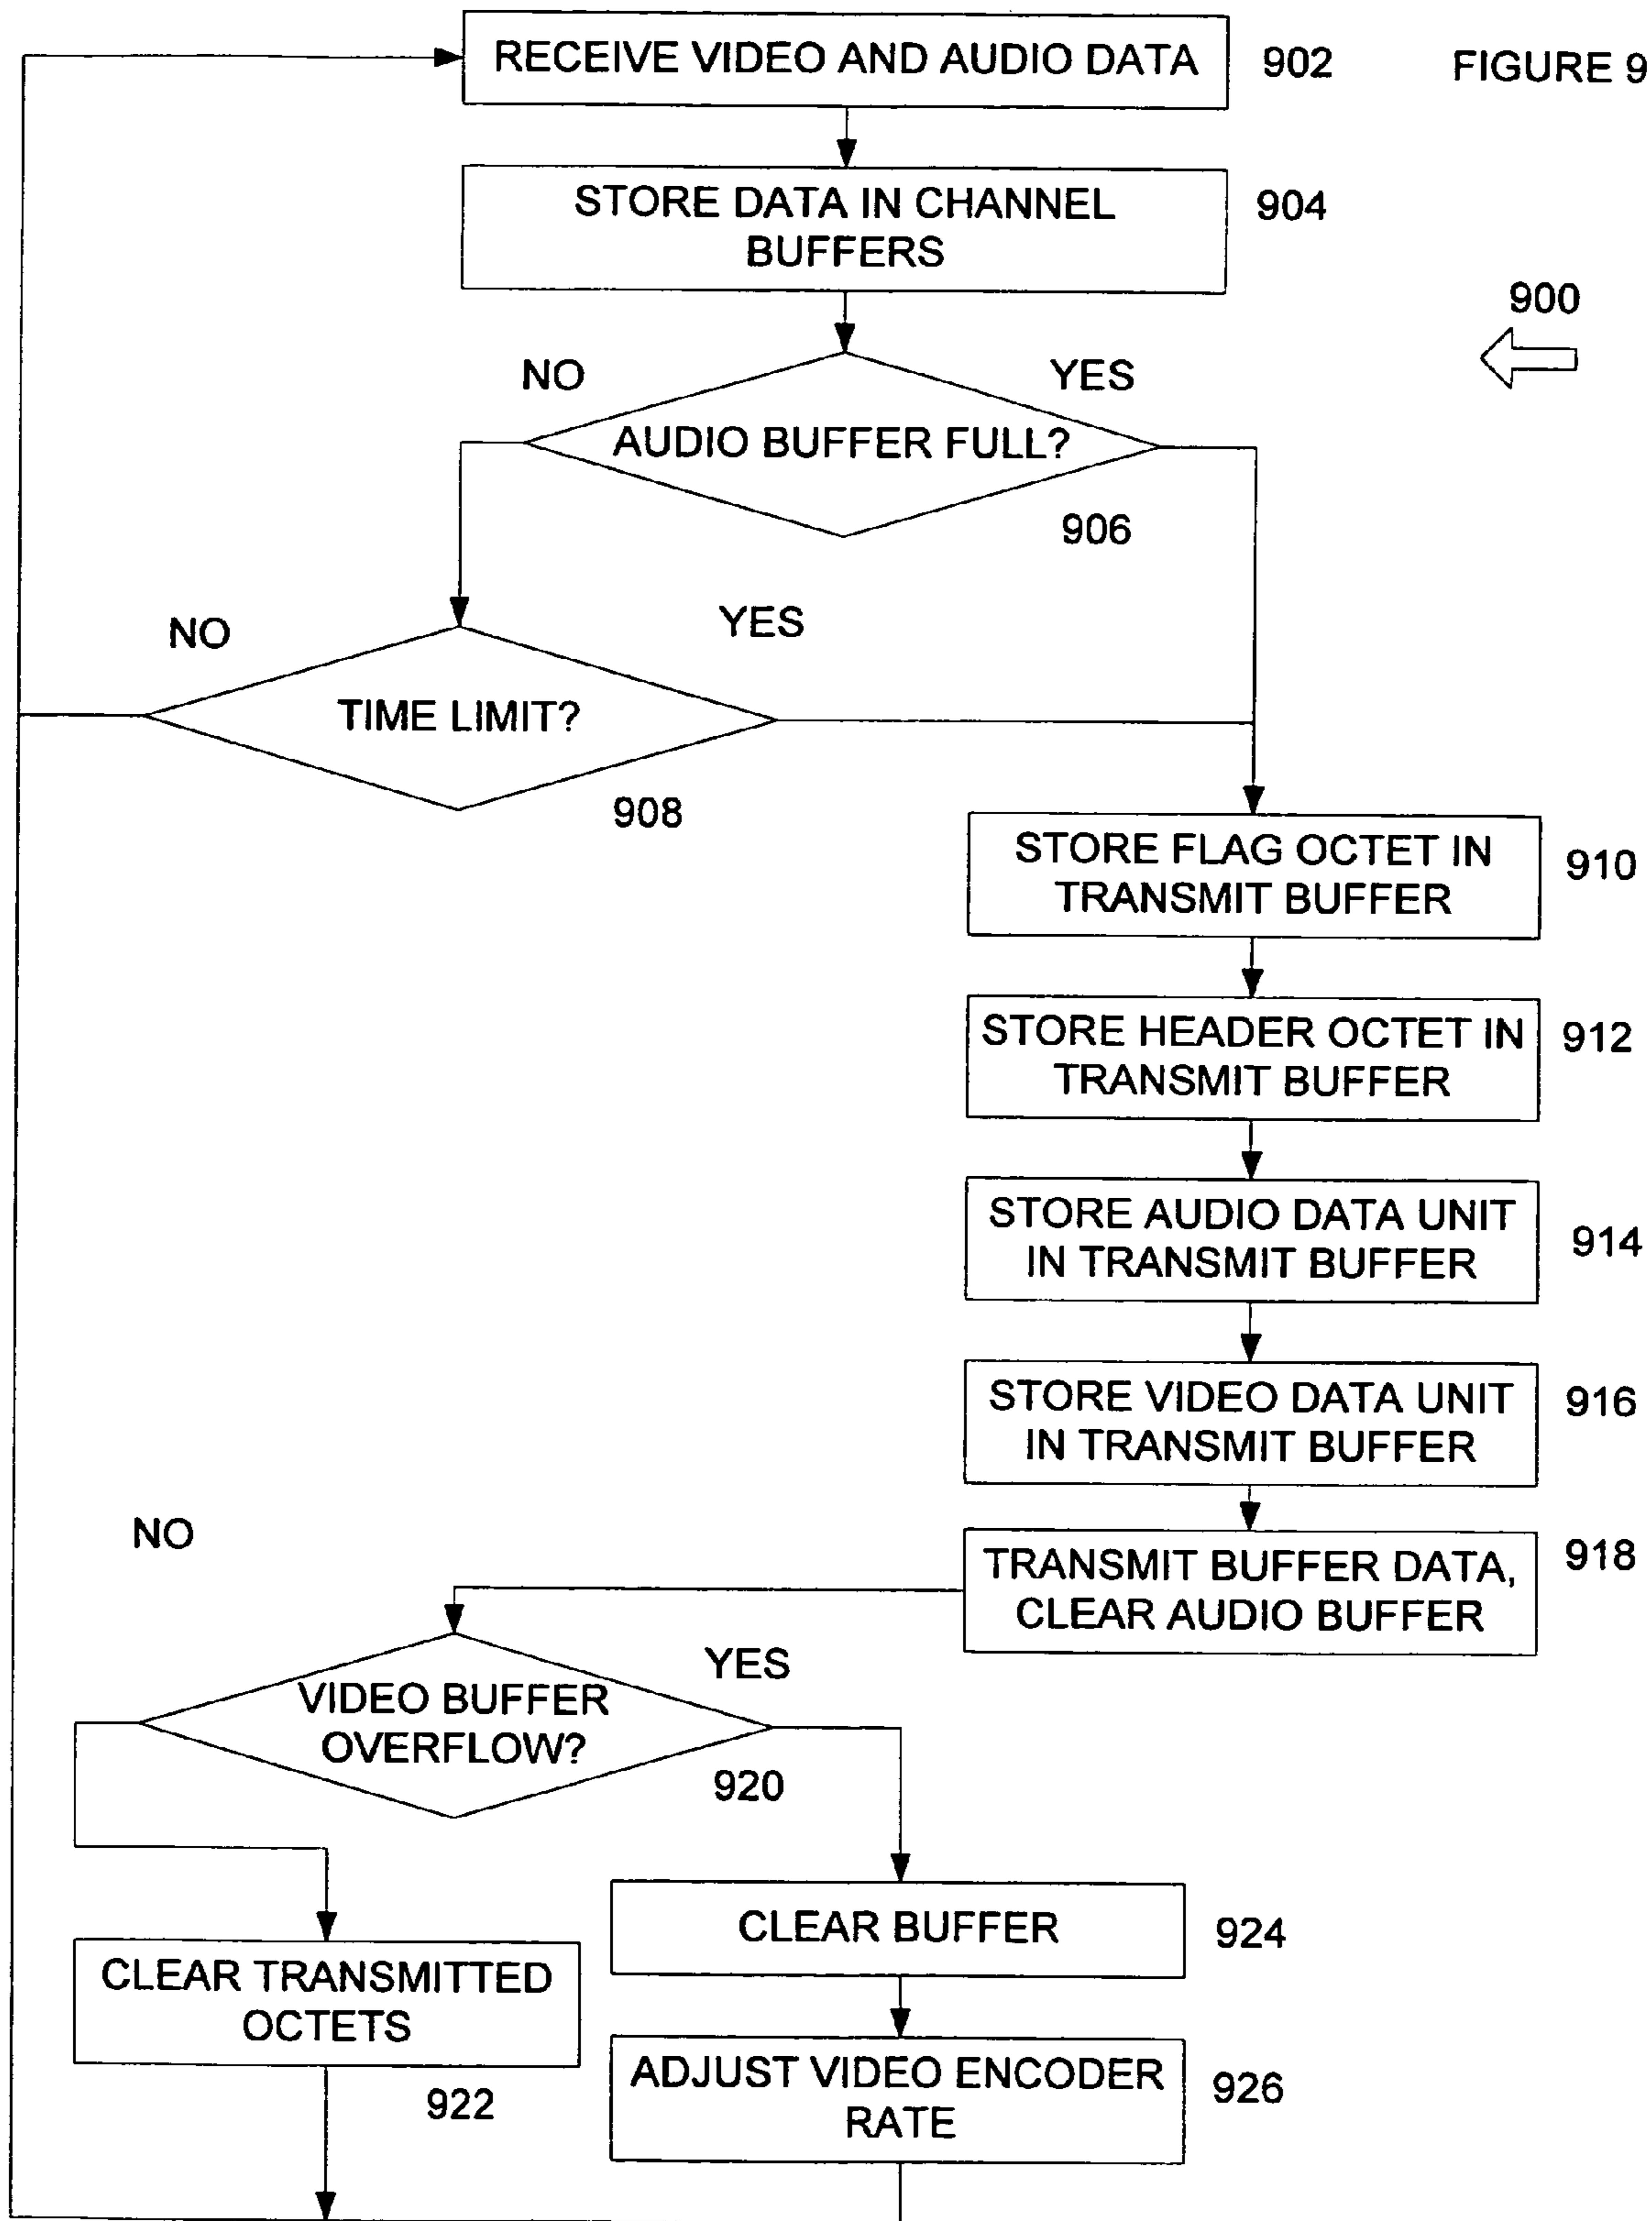 RECEIVE VIDEO AND AUDIO DATA
902
FIGURE 9
STORE DATA IN CHANNEL
BUFFERS
904
900
NO
YES
AUDIO BUFFER FULL?
906
NO
YES
TIME LIMIT?
908
STORE FLAG OCTET IN
TRANSMIT BUFFER
910
STORE HEADER OCTET IN
TRANSMIT BUFFER
912
STORE AUDIO DATA UNIT
IN TRANSMIT BUFFER
914
STORE VIDEO DATA UNIT
IN TRANSMIT BUFFER
916
TRANSMIT BUFFER DATA,
CLEAR AUDIO BUFFER
918
NO
YES
VIDEO BUFFER
OVERFLOW?
920
CLEAR BUFFER
924
CLEAR TRANSMITTED
OCTETS
922
ADJUST VIDEO ENCODER
RATE
926